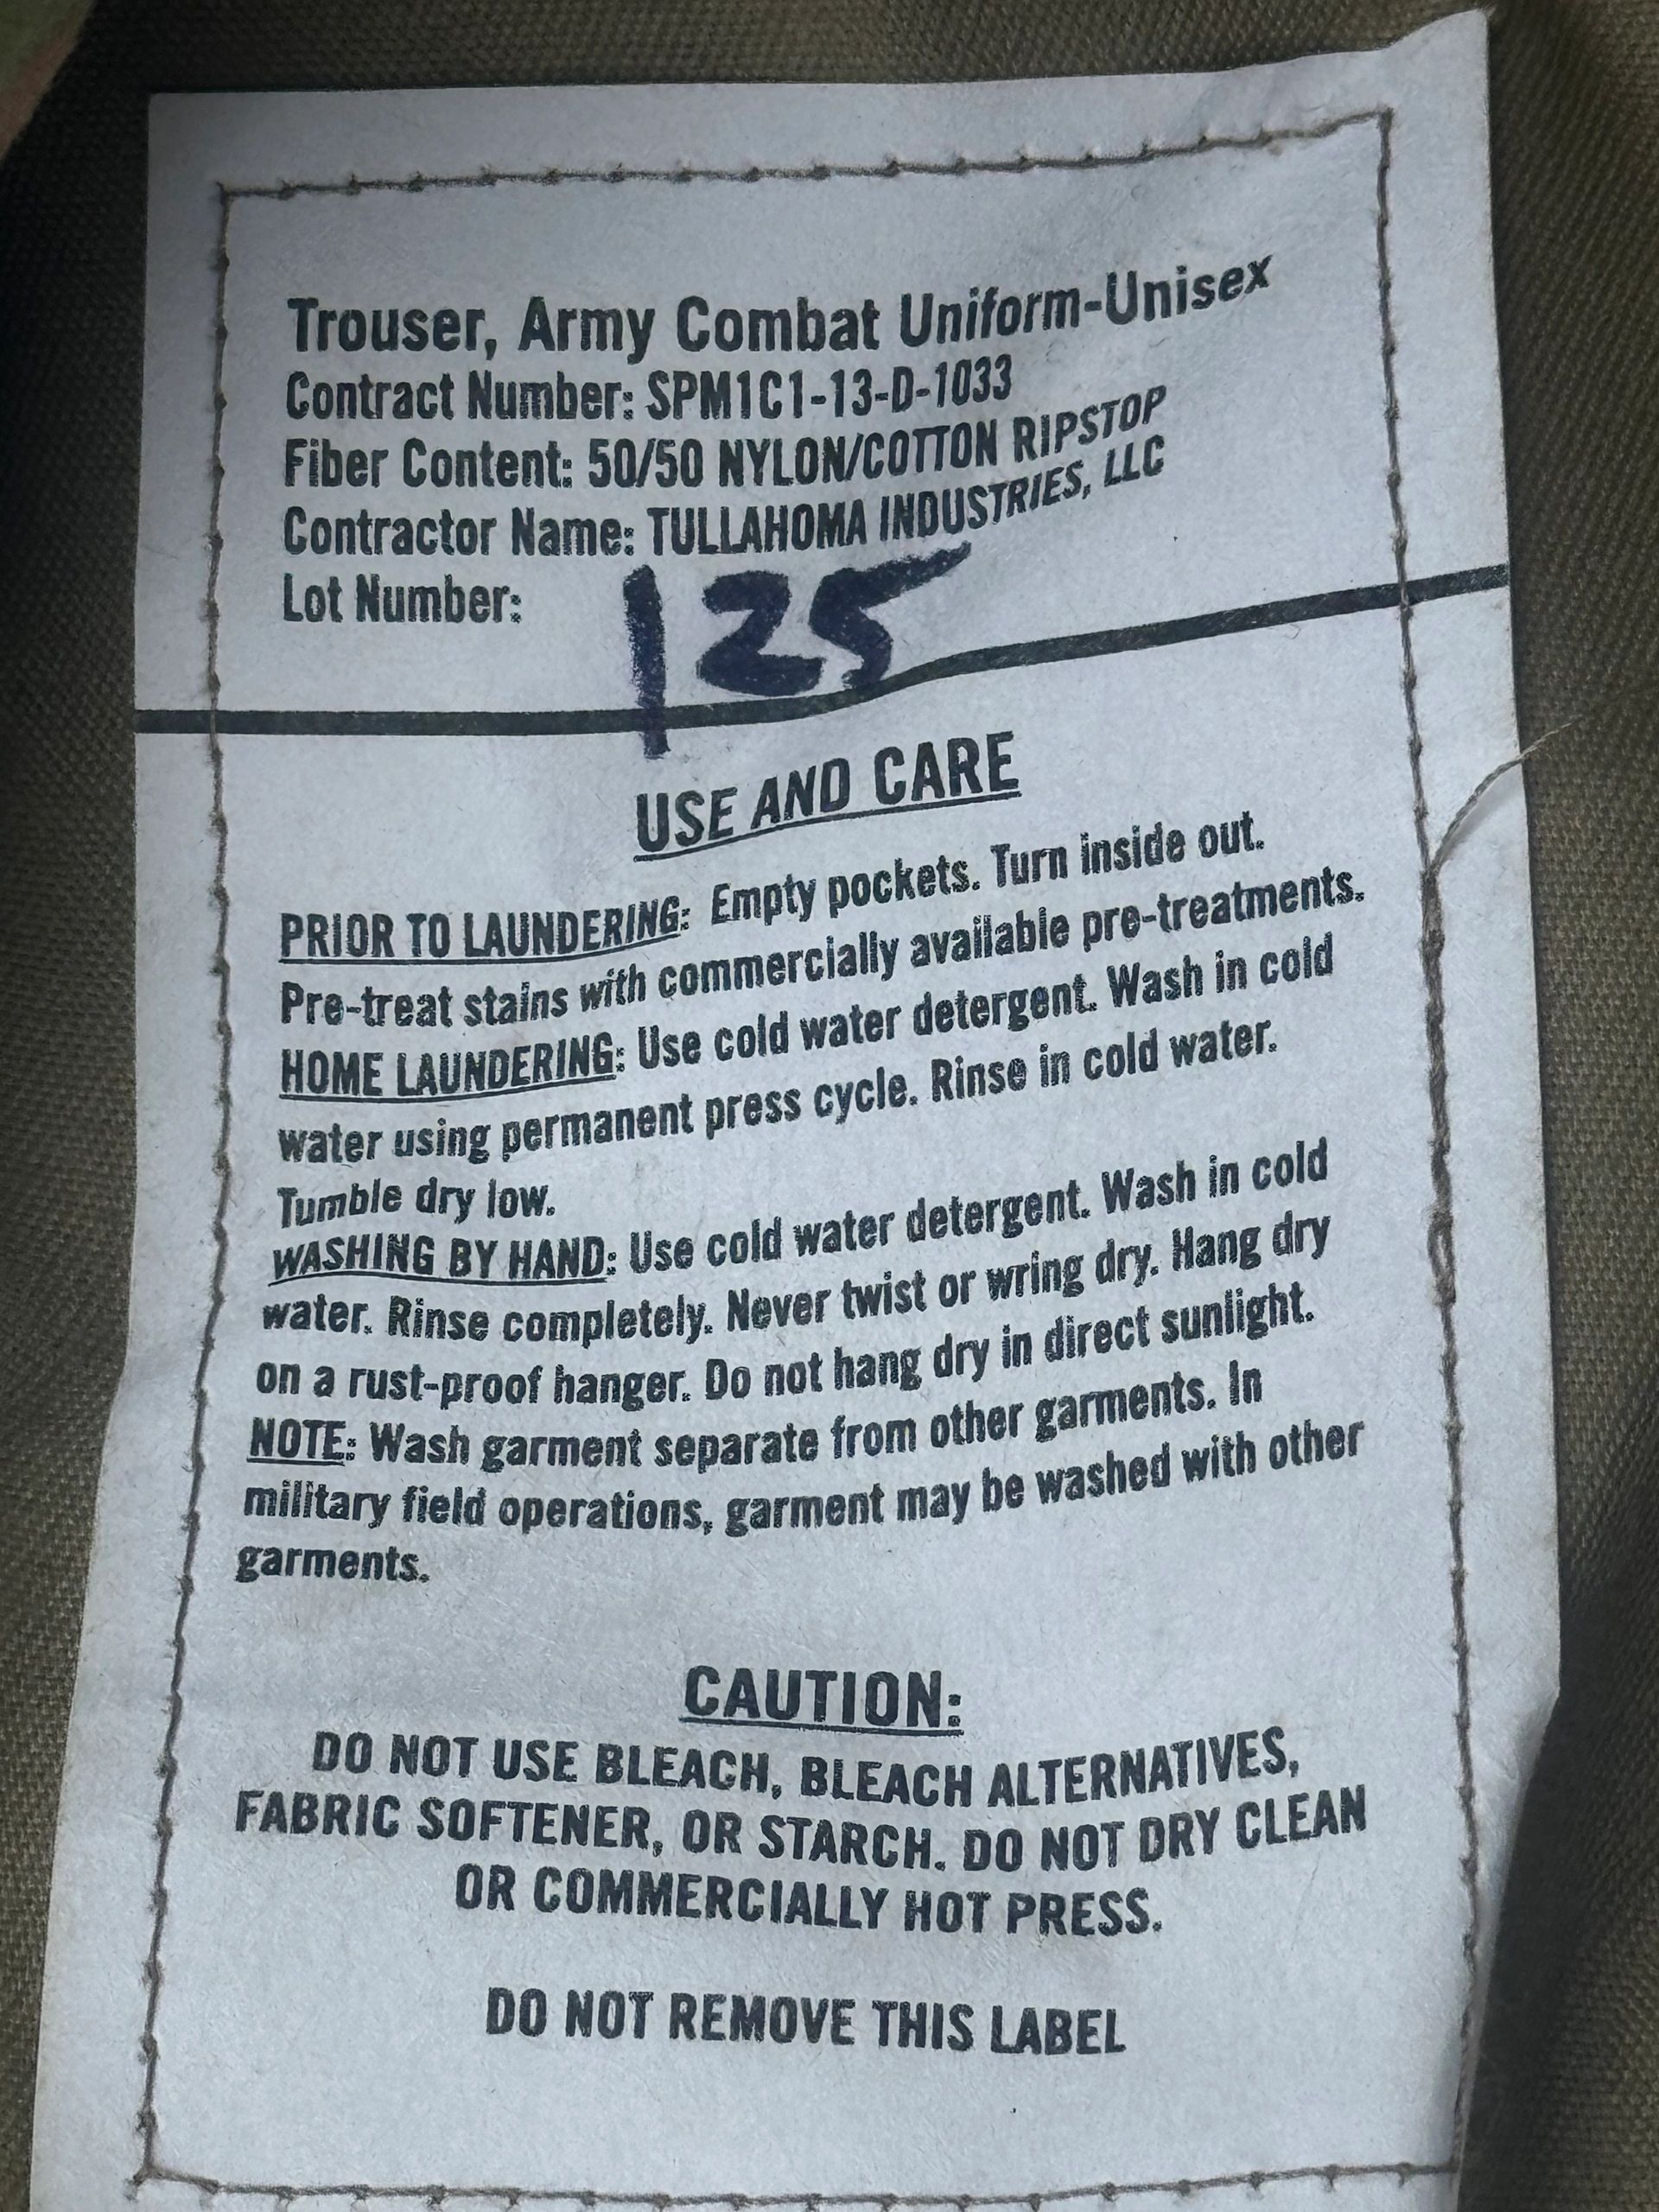 Trouser, Army Combat Uniform-Unisex
Contract Number: SPM1C1-13-D-1033
Fiber Content: 50/50 NYLON/COTTON RIPSTOP
Contractor Name: TULLAHOMA INDUSTRIES, LLC
Lot Number: 125
USE AND CARE
PRIOR TO LAUNDERING: Empty pockets. Turn inside out.
Pre-treat stains with commercially available pre-treatments.
HOME LAUNDERING: Use cold water detergent. Wash in cold
water using permanent press cycle. Rinse in cold water.
Tumble dry low.
WASHING BY HAND: Use cold water detergent. Wash in cold
water. Rinse completely. Never twist or wring dry. Hang dry
on a rust-proof hanger. Do not hang dry in direct sunlight.
NOTE: Wash garment separate from other garments. In
military field operations, garment may be washed with other
garments.
CAUTION:
DO NOT USE BLEACH, BLEACH ALTERNATIVES,
FABRIC SOFTENER, OR STARCH. DO NOT DRY CLEAN
OR COMMERCIALLY HOT PRESS.
DO NOT REMOVE THIS LABEL